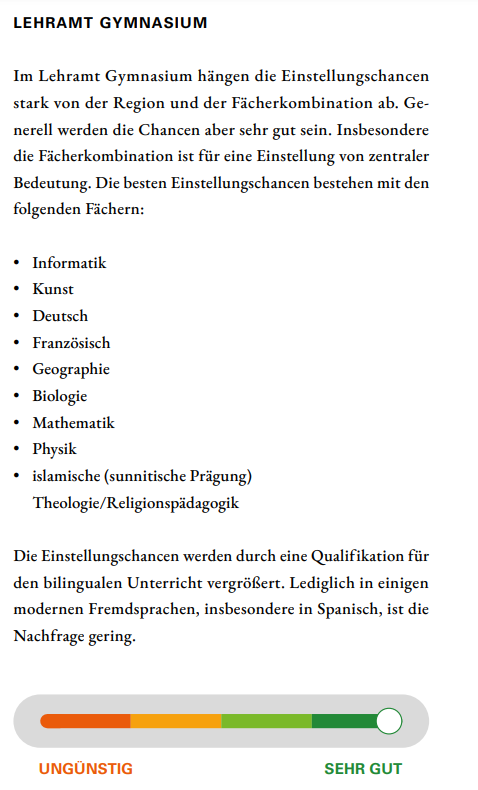 LEHRAMT GYMNASIUM
Im Lehramt Gymnasium hängen die Einstellungschancen
stark von der Region und der Fächerkombination ab. Ge-
nerell werden die Chancen aber sehr gut sein. Insbesondere
die Fächerkombination ist für eine Einstellung von zentraler
Bedeutung. Die besten Einstellungschancen bestehen mit den
folgenden Fächern:
• Informatik
• Kunst
• Deutsch
• Französisch
• Geographie
• Biologie
• Mathematik
• Physik
• islamische (sunnitische Prägung)
Theologie/Religionspädagogik
Die Einstellungschancen werden durch eine Qualifikation für
den bilingualen Unterricht vergrößert. Lediglich in einigen
modernen Fremdsprachen, insbesondere in Spanisch, ist die
Nachfrage gering.
UNGÜNSTIG SEHR GUT